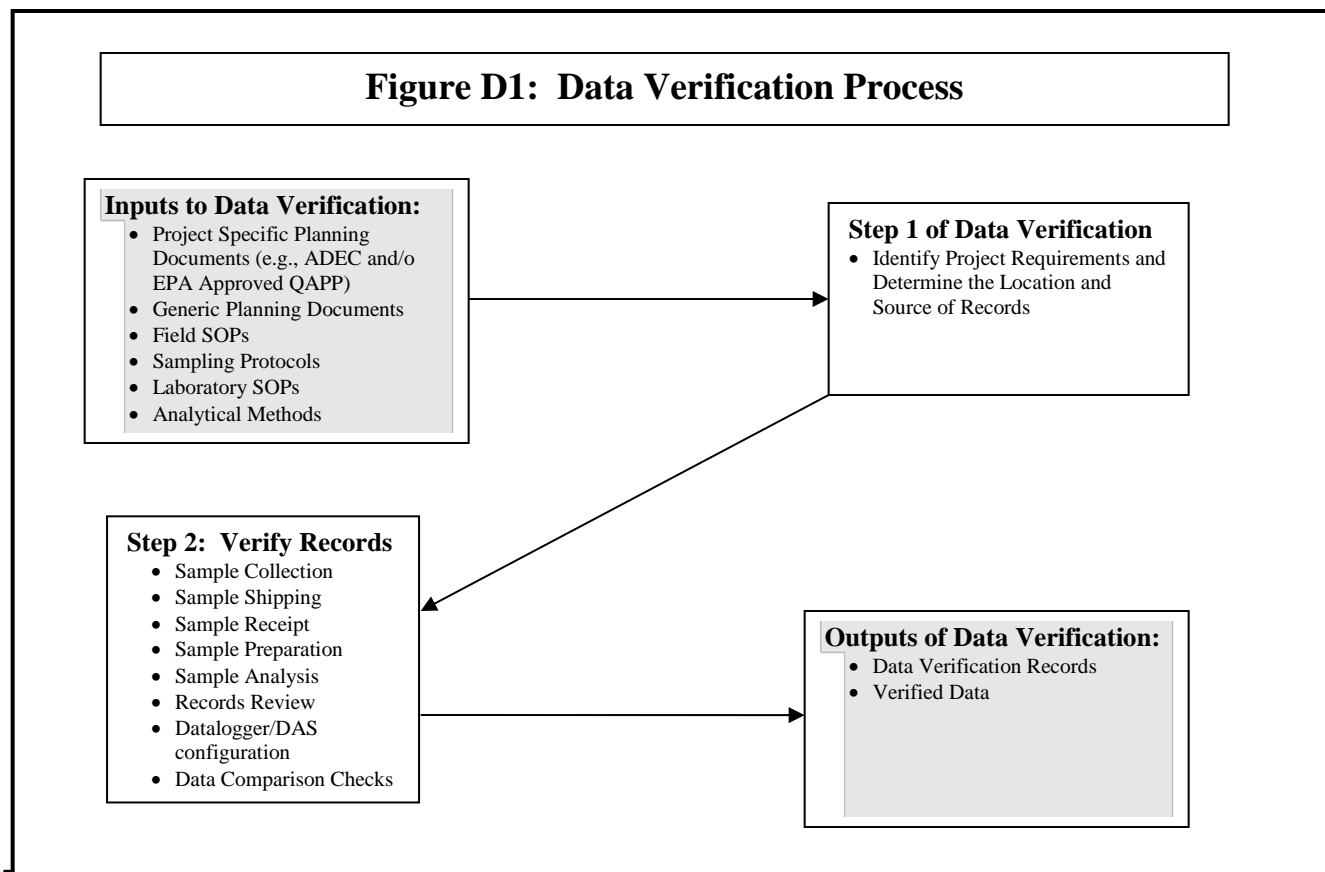 Figure D1:  Data Verification Process
Inputs to Data Verification:
• Project Specific Planning
Documents (e.g., ADEC and/o
EPA Approved QAPP)
• Generic Planning Documents
• Field SOPs
• Sampling Protocols
• Laboratory SOPs
• Analytical Methods
Step 1 of Data Verification
• Identify Project Requirements and
Determine the Location and
Source of Records
Step 2:  Verify Records
• Sample Collection
• Sample Shipping
• Sample Receipt
• Sample Preparation
• Sample Analysis
• Records Review
• Datalogger/DAS
configuration
• Data Comparison Checks
Outputs of Data Verification:
• Data Verification Records
• Verified Data